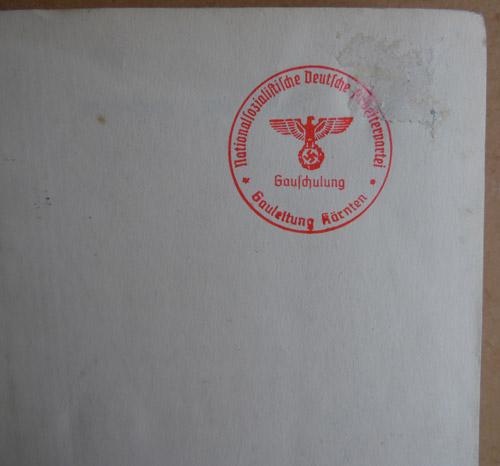 Nationalsozialistische Deutsche Arbeiterpartei
Gauschulung
* Gauleitung Kärnten *